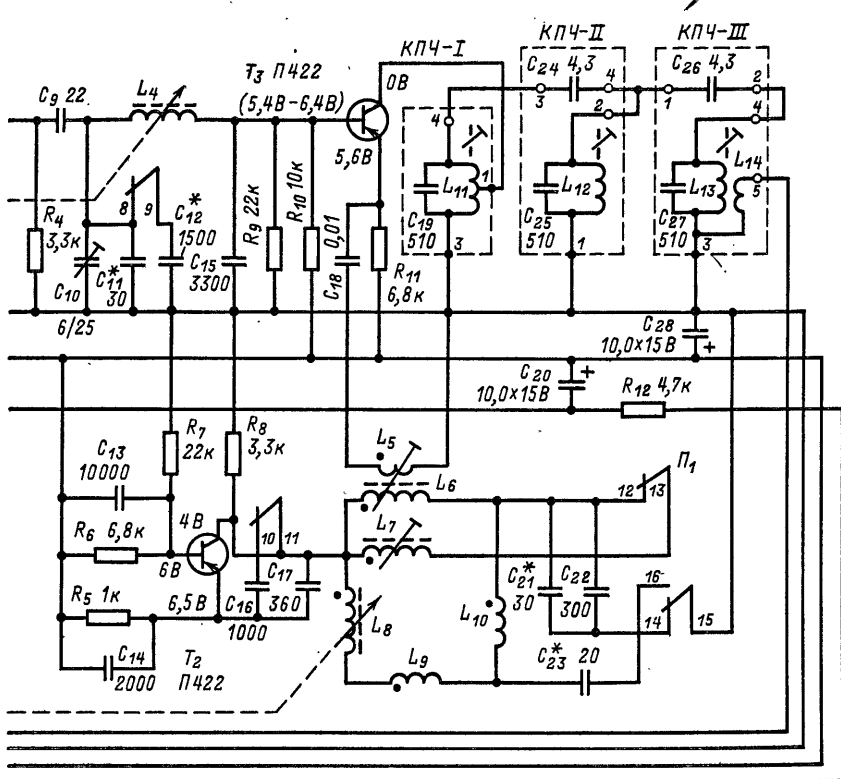 КПЧ-I
КПЧ-II
КПЧ-III
C9 22
L4
T3 П422
(5,4В-6,4В)
0В
5,6В
C24 4,3
3
4
2
C26 4,3
1
2
4
4
L11
1
C19
510
3
L12
C25
510
1
L13
L14
5
C27
510
3
R4
3,3к
8
9
C10
6/25
C*11
30
C*12
1500
C15
3300
R9 22к
R10 10к
C18 0,01
R11
6,8к
C28
10,0×15В
+
C20
10,0×15В
+
R12 4,7к
C13
10000
R7
22к
R8
3,3к
L5
L6
L7
П1
12
13
R6 6,8к
4В
6В
10
11
R5 1к
6,5В
C16
1000
C17
360
C14
2000
T2
П422
L8
L9
L10
C*21
30
C22
300
16
14
15
C*23 20